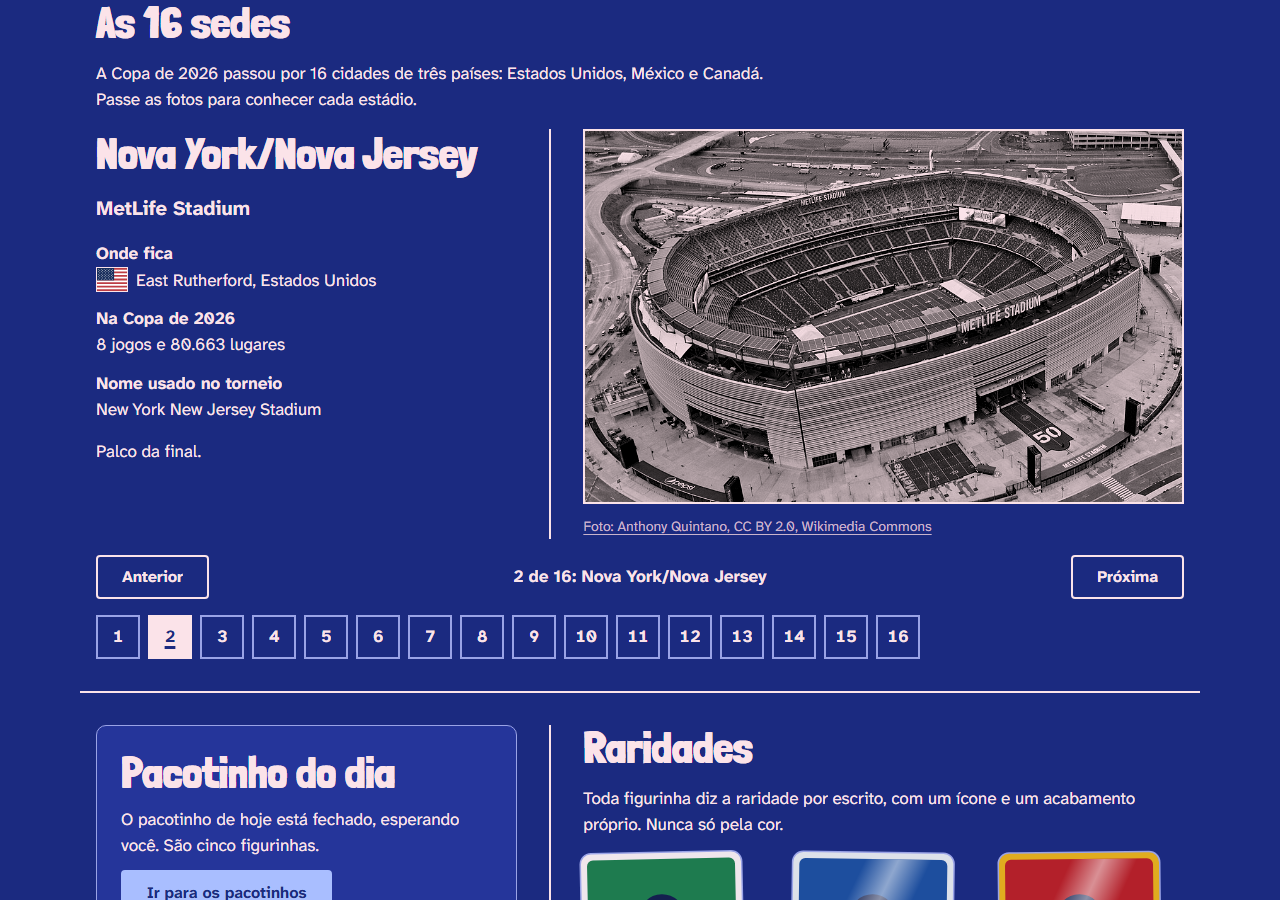 As 16 sedes
A Copa de 2026 passou por 16 cidades de três países: Estados Unidos, México e Canadá.
Passe as fotos para conhecer cada estádio.
Nova York/Nova Jersey
MetLife Stadium
Onde fica
East Rutherford, Estados Unidos
Na Copa de 2026
8 jogos e 80.663 lugares
Nome usado no torneio
New York New Jersey Stadium
Palco da final.
METLIFE STADIUM
METLIFE STADIUM
50
METLIFE STADIUM
MetLife
pepsi
Foto: Anthony Quintano, CC BY 2.0, Wikimedia Commons
Anterior
2 de 16: Nova York/Nova Jersey
Próxima
1 2 3 4 5 6 7 8 9 10 11 12 13 14 15 16
Pacotinho do dia
O pacotinho de hoje está fechado, esperando
você. São cinco figurinhas.
Ir para os pacotinhos
Raridades
Toda figurinha diz a raridade por escrito, com um ícone e um acabamento
próprio. Nunca só pela cor.